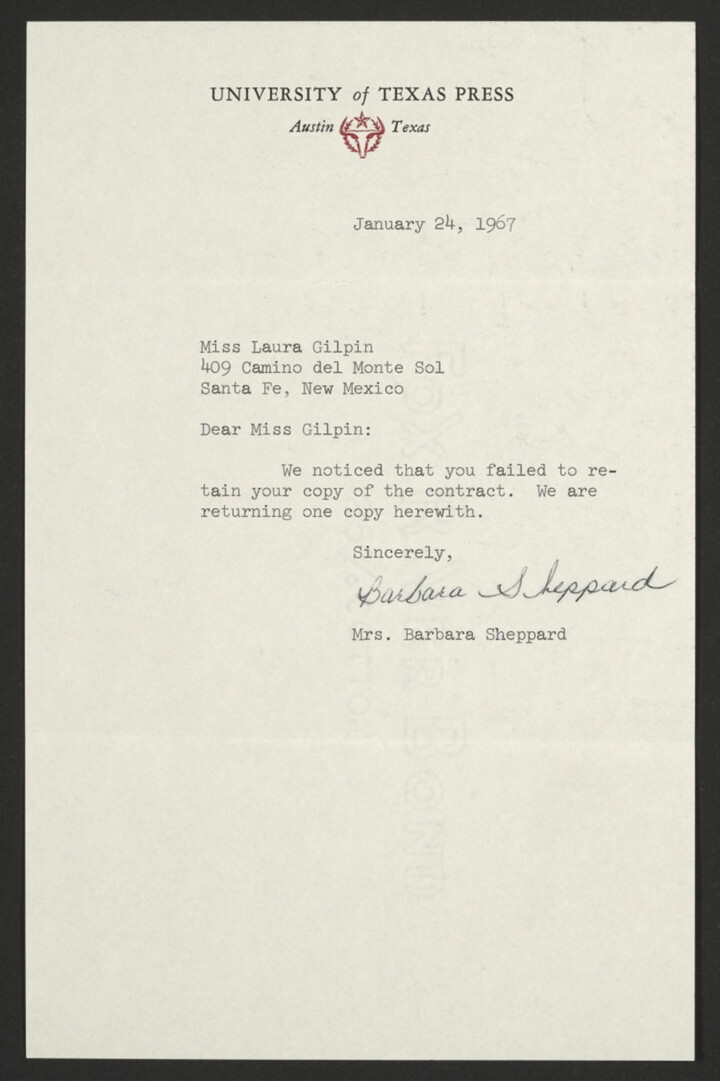 UNIVERSITY of TEXAS PRESS
Austin Texas
January 24, 1967
Miss Laura Gilpin
409 Camino del Monte Sol
Santa Fe, New Mexico
Dear Miss Gilpin:
We noticed that you failed to re-
tain your copy of the contract. We are
returning one copy herewith.
Sincerely,
Barbara Sheppard
Mrs. Barbara Sheppard